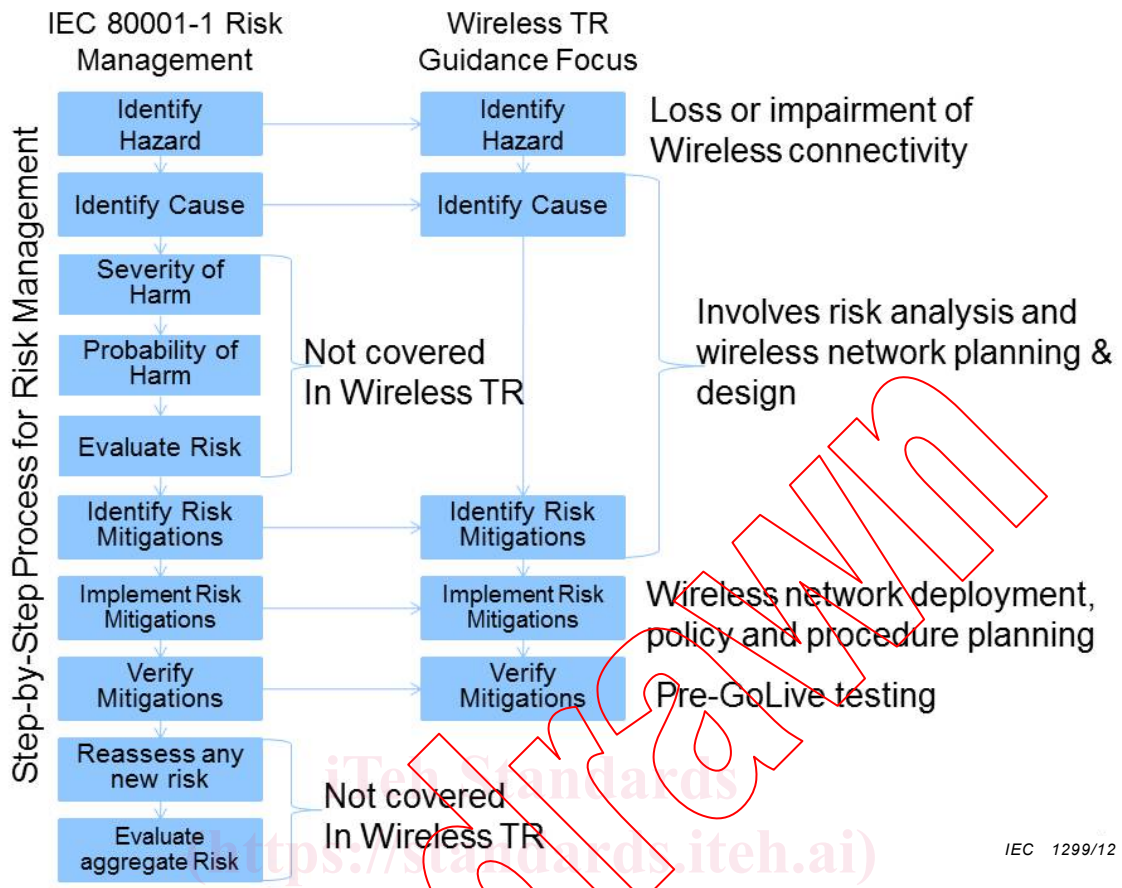 IEC 80001-1 Risk
Management
Wireless TR
Guidance Focus
Step-by-Step Process for Risk Management
Identify
Hazard
Identify
Hazard
Loss or impairment of
Wireless connectivity
Identify Cause
Identify Cause
Severity of
Harm
Probability of
Harm
Evaluate Risk
Not covered
In Wireless TR
Involves risk analysis and
wireless network planning &
design
Identify Risk
Mitigations
Identify Risk
Mitigations
Implement Risk
Mitigations
Implement Risk
Mitigations
Wireless network deployment,
policy and procedure planning
Verify
Mitigations
Verify
Mitigations
Pre-GoLive testing
Reassess any
new risk
Evaluate
aggregate Risk
Not covered
In Wireless TR
iTeh Standards
(https://standards.iteh.ai)
drawn
IEC 1299/12